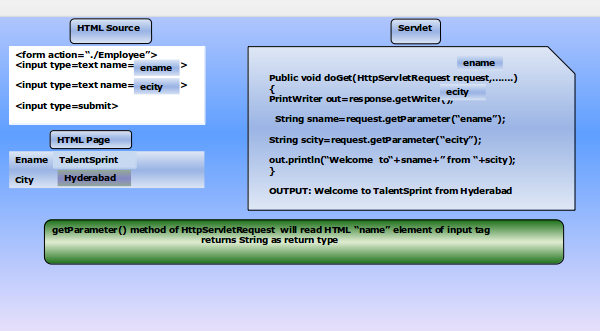 HTML Source
<form action=“./Employee”>
<input type=text name= ename >
<input type=text name= ecity >
<input type=submit>
HTML Page
Ename TalentSprint
City Hyderabad
Servlet
ename
Public void doGet(HttpServletRequest request,…….)
{
ecity
PrintWriter out=response.getWriter();
String sname=request.getParameter(“ename”);
String scity=request.getParameter(“ecity”);
out.println(“Welcome to“+sname+” from “+scity);
}
OUTPUT: Welcome to TalentSprint from Hyderabad
getParameter() method of HttpServletRequest will read HTML “name” element of input tag
returns String as return type